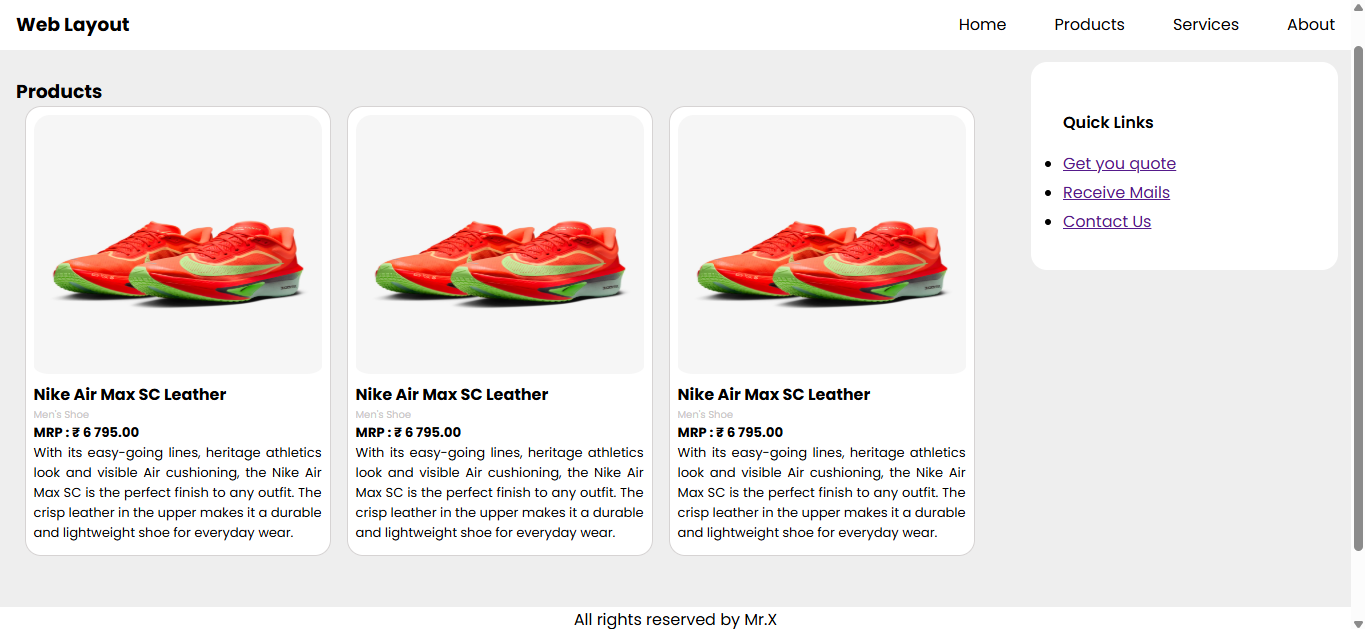 Web Layout
Home Products Services About
Products
Nike Air Max SC Leather
Men's Shoe
MRP : ₹ 6 795.00
With its easy-going lines, heritage athletics
look and visible Air cushioning, the Nike Air
Max SC is the perfect finish to any outfit. The
crisp leather in the upper makes it a durable
and lightweight shoe for everyday wear.
Nike Air Max SC Leather
Men's Shoe
MRP : ₹ 6 795.00
With its easy-going lines, heritage athletics
look and visible Air cushioning, the Nike Air
Max SC is the perfect finish to any outfit. The
crisp leather in the upper makes it a durable
and lightweight shoe for everyday wear.
Nike Air Max SC Leather
Men's Shoe
MRP : ₹ 6 795.00
With its easy-going lines, heritage athletics
look and visible Air cushioning, the Nike Air
Max SC is the perfect finish to any outfit. The
crisp leather in the upper makes it a durable
and lightweight shoe for everyday wear.
Quick Links
Get you quote
Receive Mails
Contact Us
All rights reserved by Mr.X